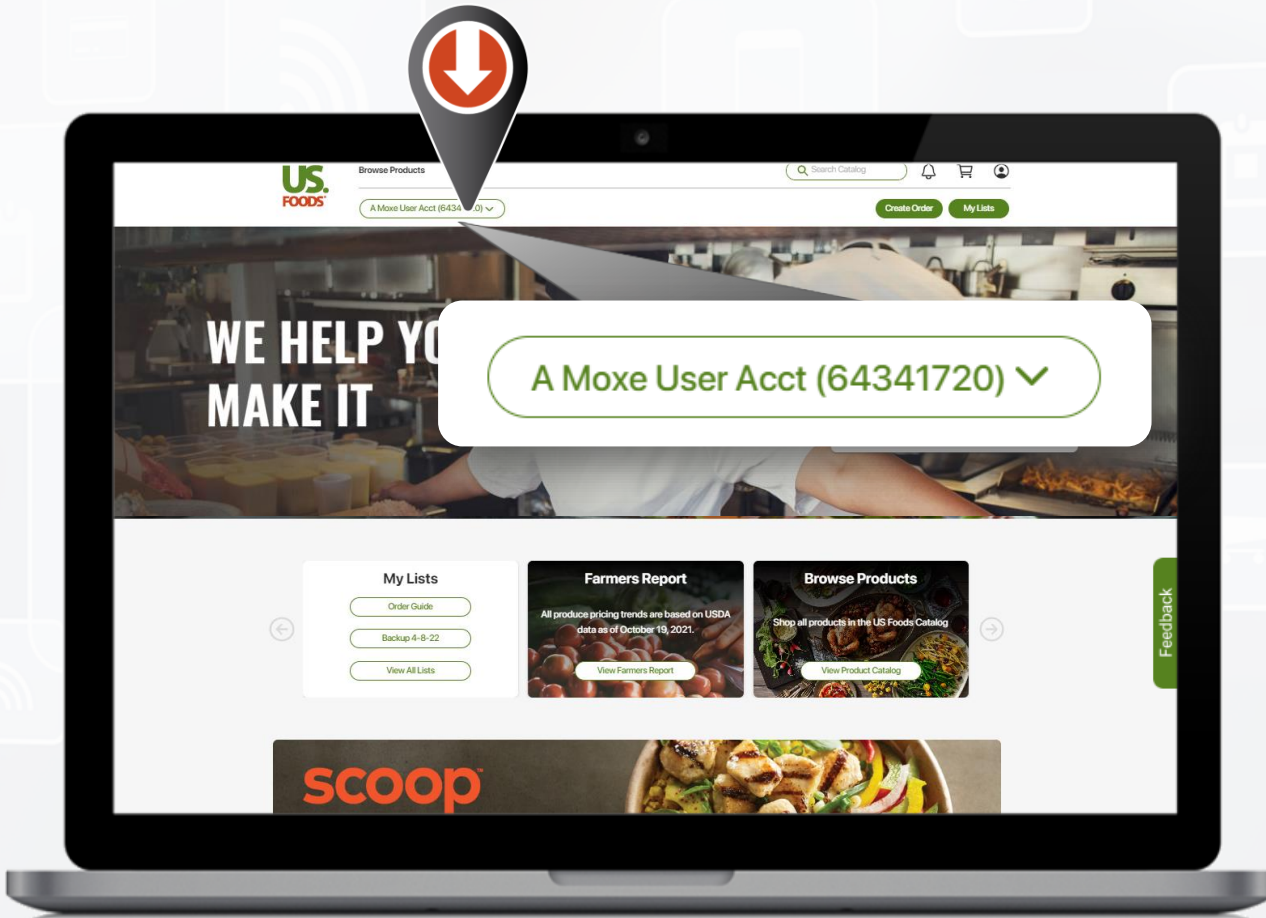 US.
FOODS
Browse Products
Search Catalog
A Moxe User Acct (6434 0)
Create Order
My Lists
WE HELP YO
MAKE IT
A Moxe User Acct (64341720)
My Lists
Order Guide
Backup 4-8-22
View All Lists
Farmers Report
All produce pricing trends are based on USDA
data as of October 19, 2021.
View Farmers Report
Browse Products
Shop all products in the US Foods Catalog
View Product Catalog
Feedback
scoop